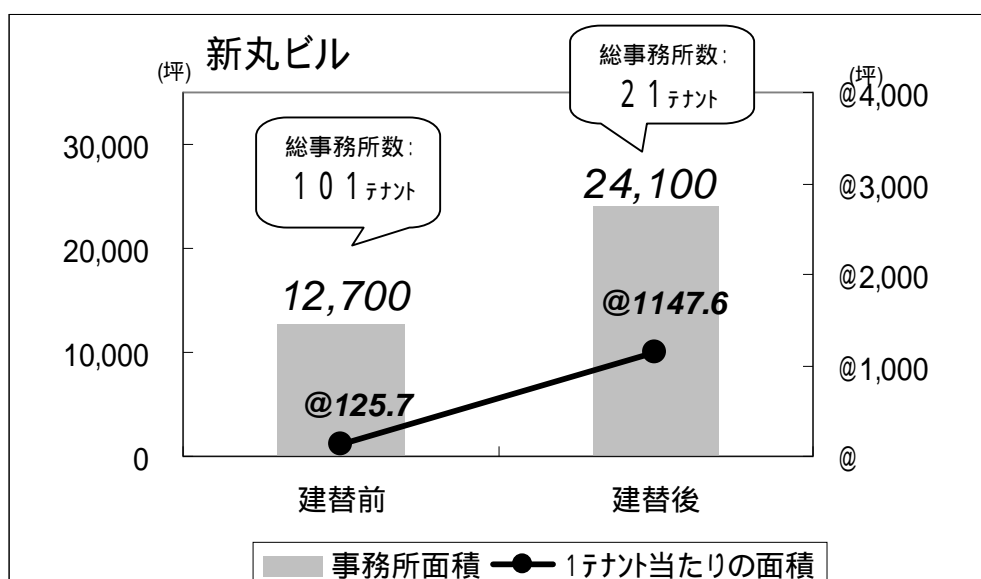 新丸ビル
(坪)
(坪)
総事務所数:
１０１テナント
総事務所数:
２１テナント
30,000
20,000
10,000
0
@4,000
@3,000
@2,000
@1,000
@
12,700
24,100
@125.7
@1147.6
建替前
建替後
事務所面積
1テナント当たりの面積